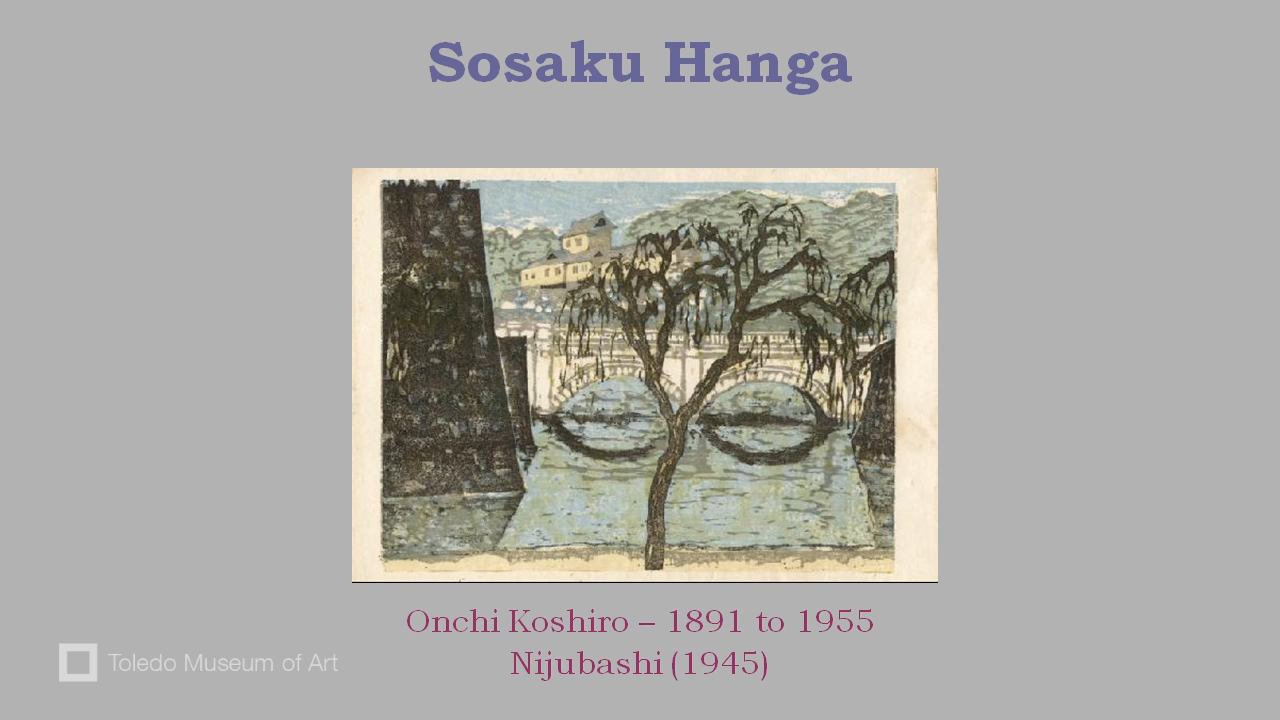 Sosaku Hanga
Onchi Koshiro – 1891 to 1955
Nijubashi (1945)
Toledo Museum of Art